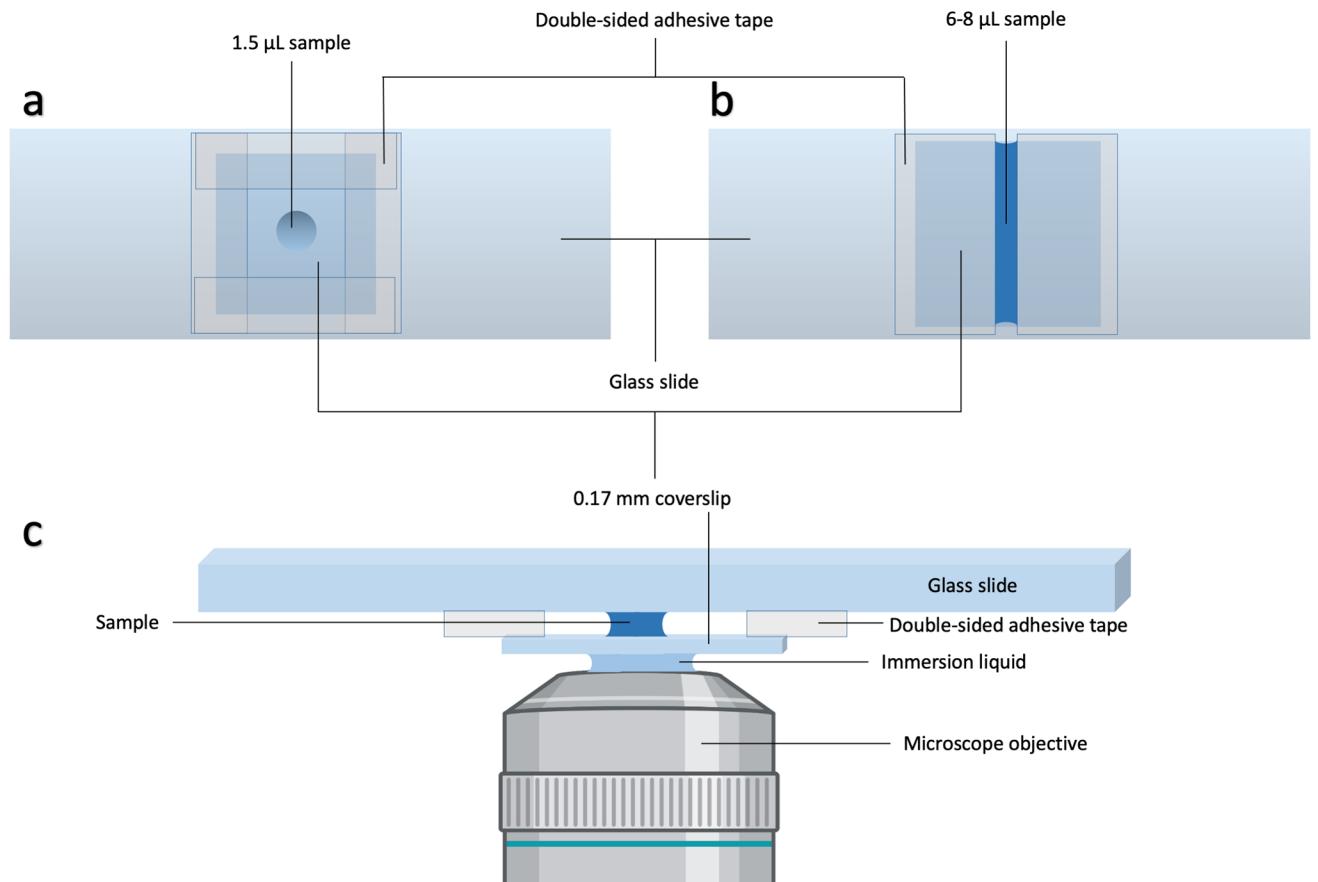 Double-sided adhesive tape
6-8 µL sample
1.5 µL sample
a
b
Glass slide
0.17 mm coverslip
c
Glass slide
Sample
Double-sided adhesive tape
Immersion liquid
Microscope objective